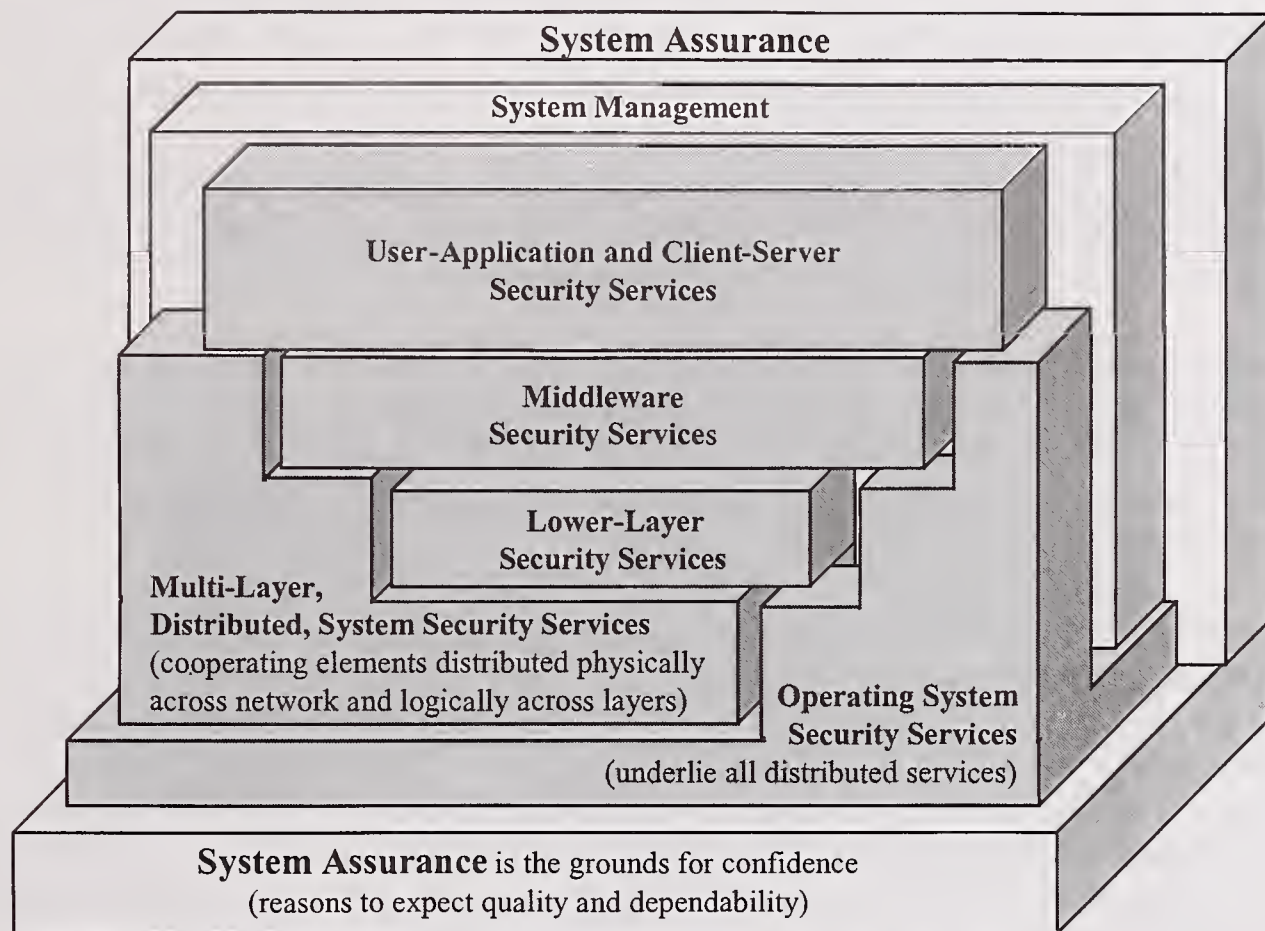 System Assurance
System Management
User-Application and Client-Server
Security Services
Middleware
Security Services
Lower-Layer
Security Services
Multi-Layer,
Distributed, System Security Services
(cooperating elements distributed physically
across network and logically across layers)
Operating System
Security Services
(underlie all distributed services)
System Assurance is the grounds for confidence
(reasons to expect quality and dependability)